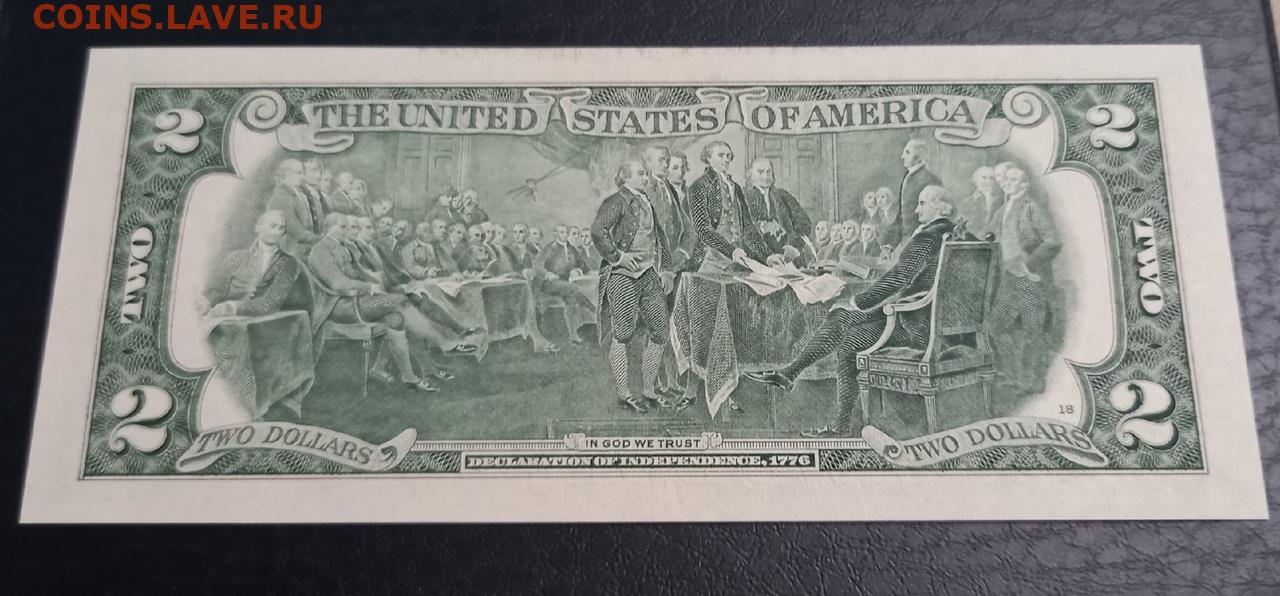 COINS.LAVE.RU
THE UNITED STATES OF AMERICA
2 2
TWO TWO
18
2 2
TWO DOLLARS IN GOD WE TRUST TWO DOLLARS
DECLARATION OF INDEPENDENCE, 1776